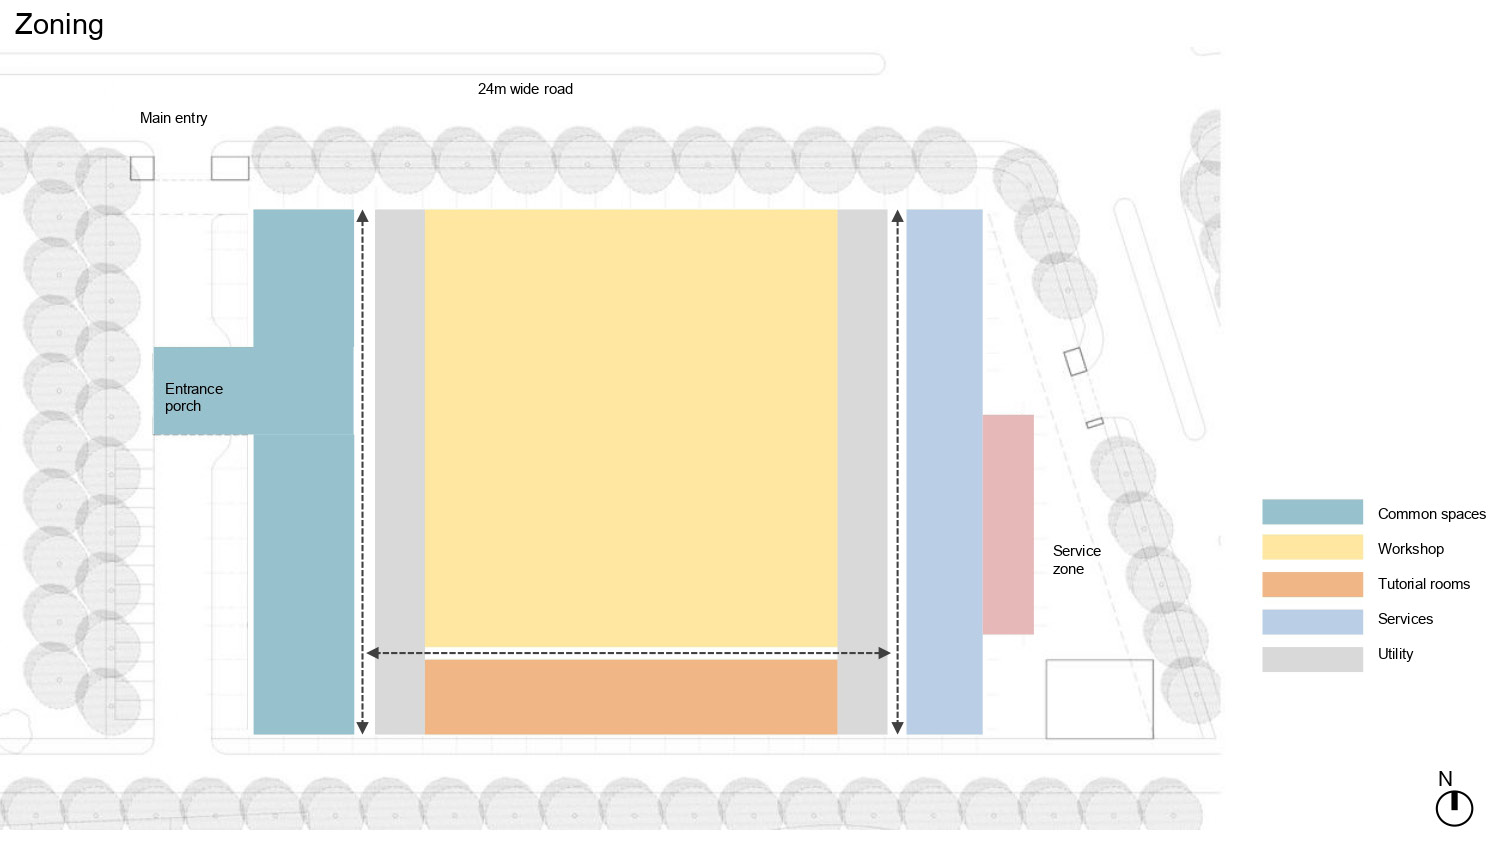 Zoning
24m wide road
Main entry
Entrance
porch
Service
zone
Common spaces
Workshop
Tutorial rooms
Services
Utility
N